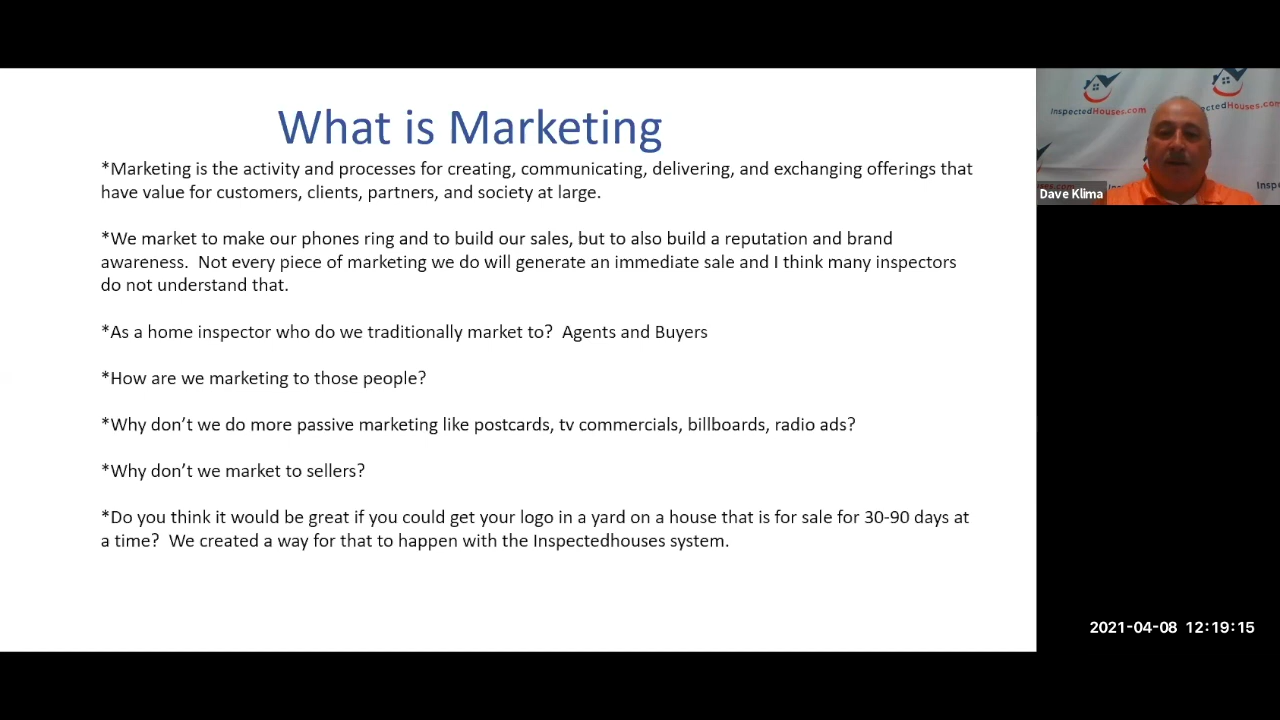 What is Marketing
*Marketing is the activity and processes for creating, communicating, delivering, and exchanging offerings that
have value for customers, clients, partners, and society at large.
*We market to make our phones ring and to build our sales, but to also build a reputation and brand
awareness.  Not every piece of marketing we do will generate an immediate sale and I think many inspectors
do not understand that.
*As a home inspector who do we traditionally market to?  Agents and Buyers
*How are we marketing to those people?
*Why don’t we do more passive marketing like postcards, tv commercials, billboards, radio ads?
*Why don’t we market to sellers?
*Do you think it would be great if you could get your logo in a yard on a house that is for sale for 30-90 days at
a time?  We created a way for that to happen with the Inspectedhouses system.
InspectedHouses.com
ctedHouses.com
Dave Klima
2021-04-08 12:19:15